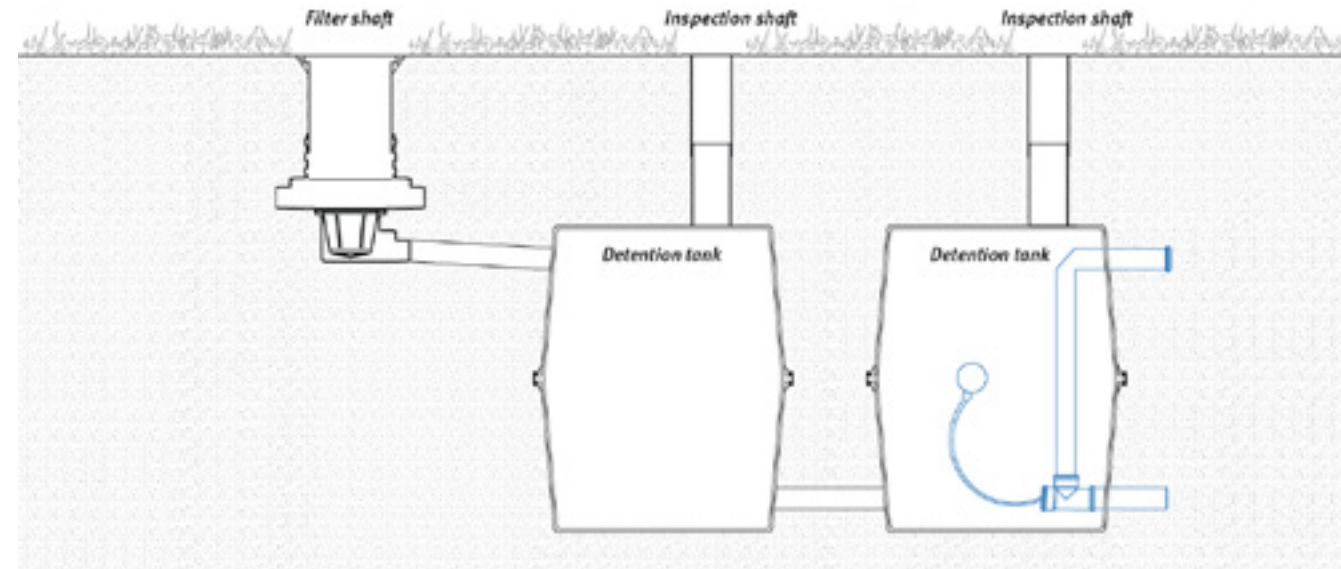 Filter shaft
Inspection shaft
Inspection shaft
Detention tank
Detention tank